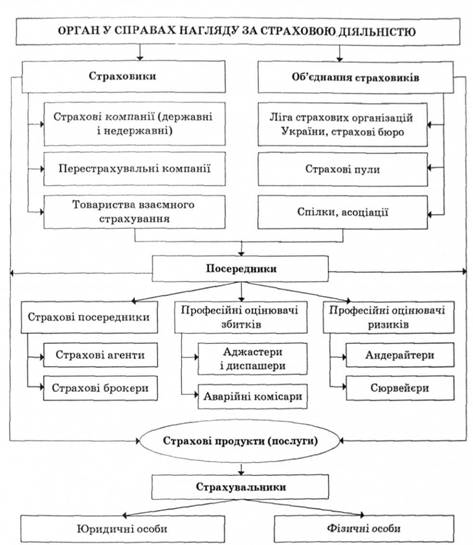 ОРГАН У СПРАВАХ НАГЛЯДУ ЗА СТРАХОВОЮ ДІЯЛЬНІСТЮ
Страховики
Об’єднання страховиків
Страхові компанії (державні
і недержавні)
Ліга страхових організацій
України, страхові бюро
Перестрахувальні компанії
Страхові пули
Товариства взаємного
страхування
Спілки, асоціації
Посередники
Страхові посередники
Професійні оцінювачі
збитків
Професійні оцінювачі
ризиків
Страхові агенти
Аджастери
і диспашери
Андерайтери
Страхові брокери
Аварійні комісари
Сюрвейєри
Страхові продукти (послуги)
Страхувальники
Юридичні особи
Фізичні особи